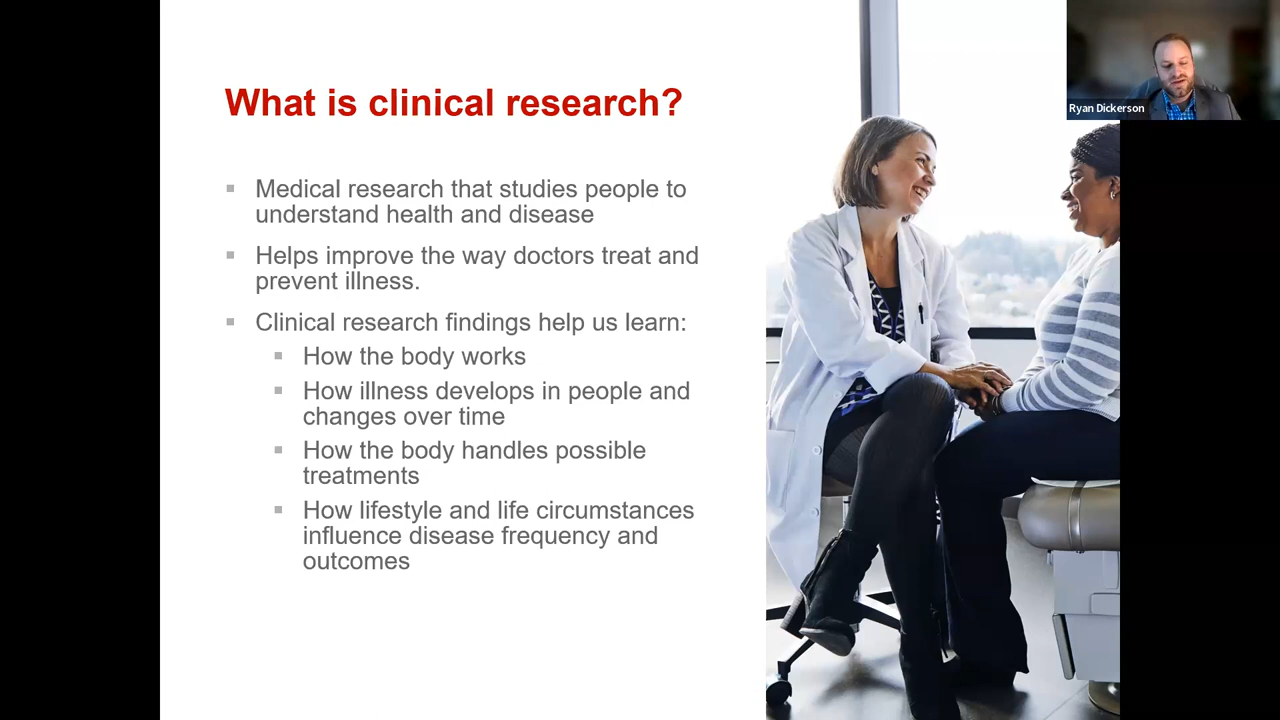 What is clinical research?
Ryan Dickerson
Medical research that studies people to
understand health and disease
Helps improve the way doctors treat and
prevent illness.
Clinical research findings help us learn:
How the body works
How illness develops in people and
changes over time
How the body handles possible
treatments
How lifestyle and life circumstances
influence disease frequency and
outcomes